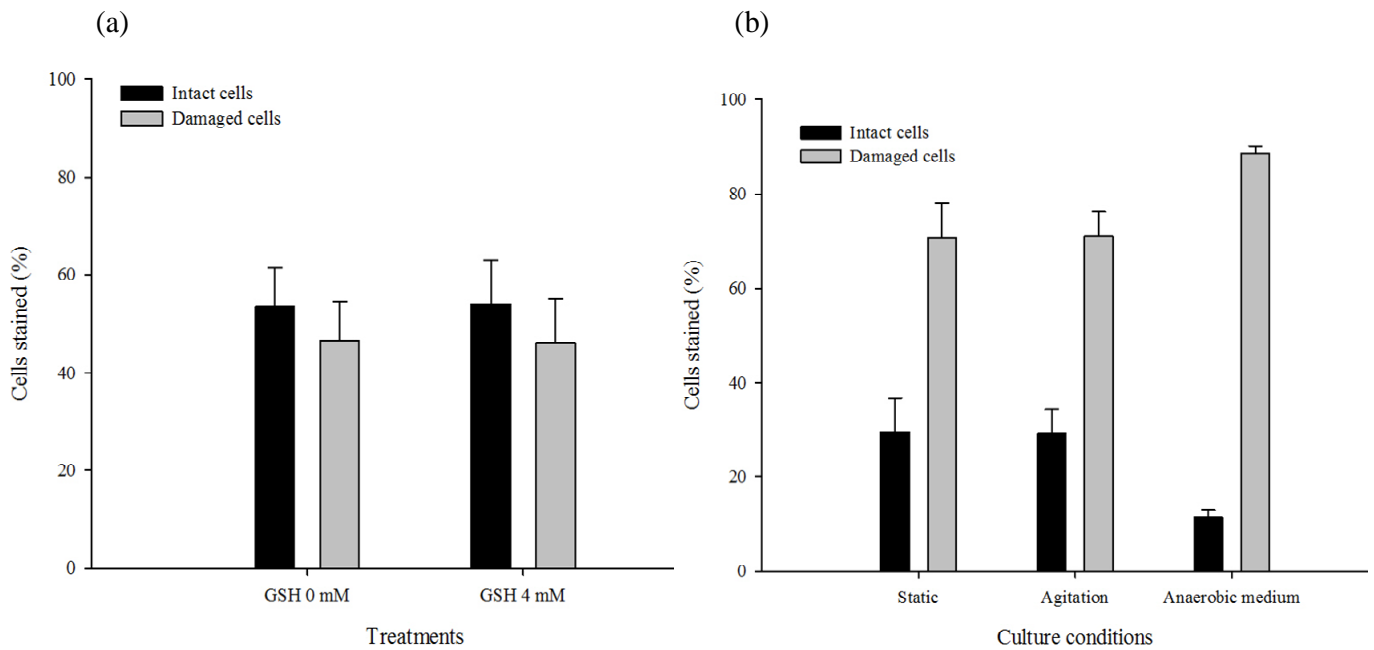 (a)
100
80
60
40
20
0
Cells stained (%)
Intact cells
Damaged cells
GSH 0 mM
GSH 4 mM
Treatments
(b)
100
80
60
40
20
0
Cells stained (%)
Intact cells
Damaged cells
Static
Agitation
Anaerobic medium
Culture conditions